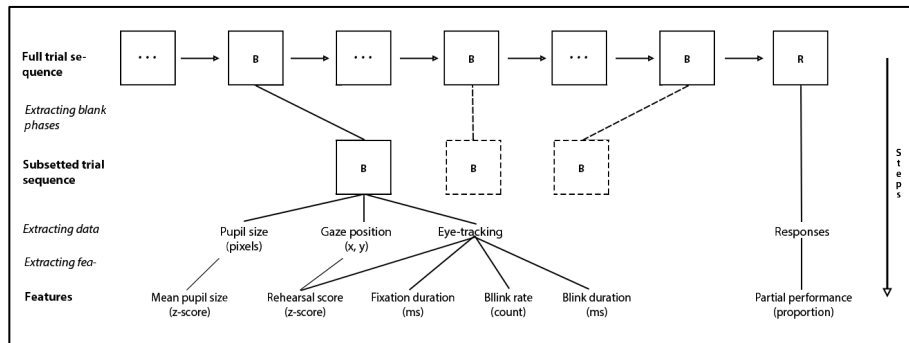 Full trial se-
quence
... B ... B ... B R
Extracting blank
phases
Subsetted trial
sequence
B B B
Steps
Extracting data
Pupil size
(pixels)
Gaze position
(x, y)
Eye-tracking
Responses
Extracting fea-
Features
Mean pupil size
(z-score)
Rehearsal score
(z-score)
Fixation duration
(ms)
Bllink rate
(count)
Blink duration
(ms)
Partial performance
(proportion)